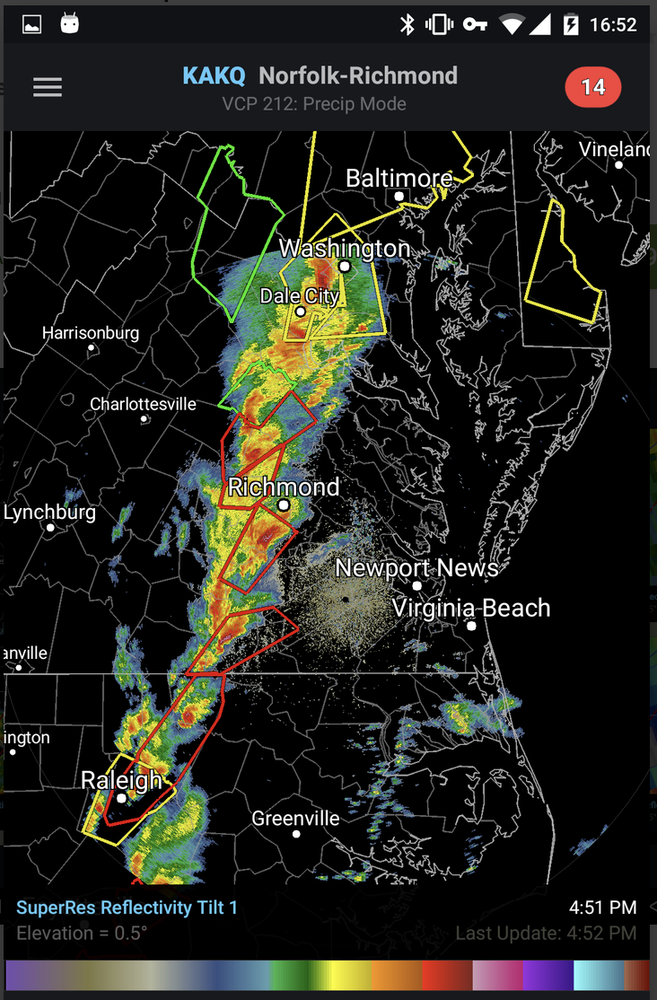 16:52
KAKQ Norfolk-Richmond
VCP 212: Precip Mode
14
Vineland
Baltimore
Washington
Dale City
Harrisonburg
Charlottesville
Richmond
Lynchburg
Newport News
Virginia Beach
anville
ington
Raleigh
Greenville
SuperRes Reflectivity Tilt 1
4:51 PM
Elevation = 0.5°
Last Update: 4:52 PM